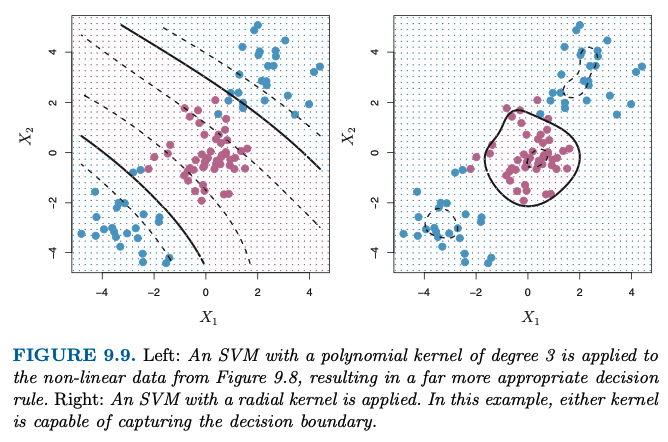 4
2
0
−2
−4
X2
−4 −2 0 2 4
X1
4
2
0
−2
−4
X2
−4 −2 0 2 4
X1
FIGURE 9.9. Left: An SVM with a polynomial kernel of degree 3 is applied to
the non-linear data from Figure 9.8, resulting in a far more appropriate decision
rule. Right: An SVM with a radial kernel is applied. In this example, either kernel
is capable of capturing the decision boundary.